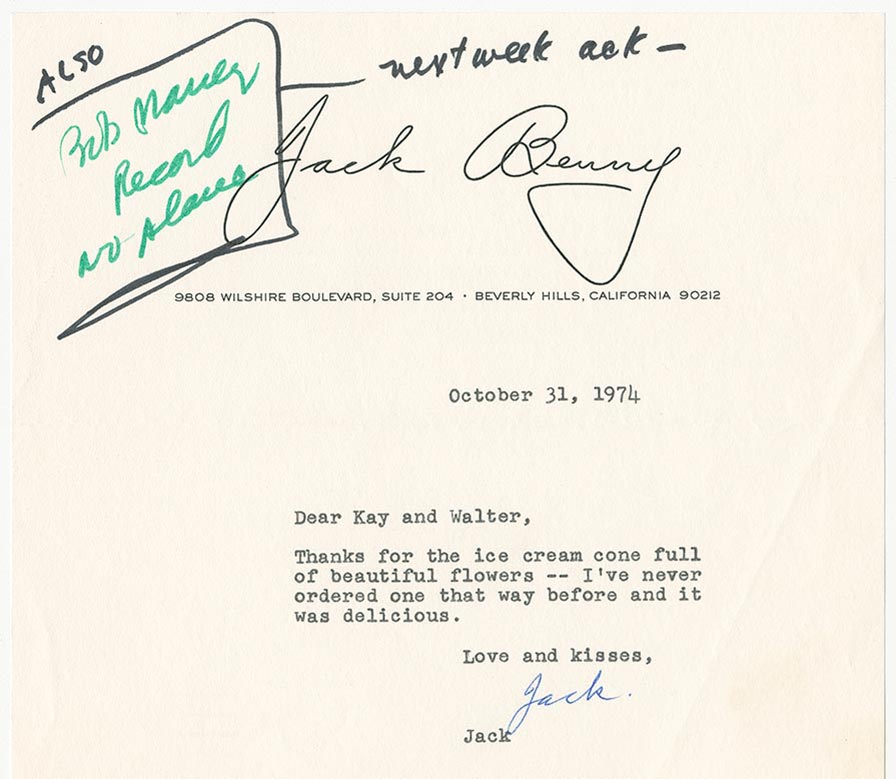 ALSO
next week ack —
Bob
Record
no
Jack Benny
9808 WILSHIRE BOULEVARD, SUITE 204 · BEVERLY HILLS, CALIFORNIA 90212
October 31, 1974
Dear Kay and Walter,
Thanks for the ice cream cone full
of beautiful flowers -- I've never
ordered one that way before and it
was delicious.
Love and kisses,
Jack.
Jack